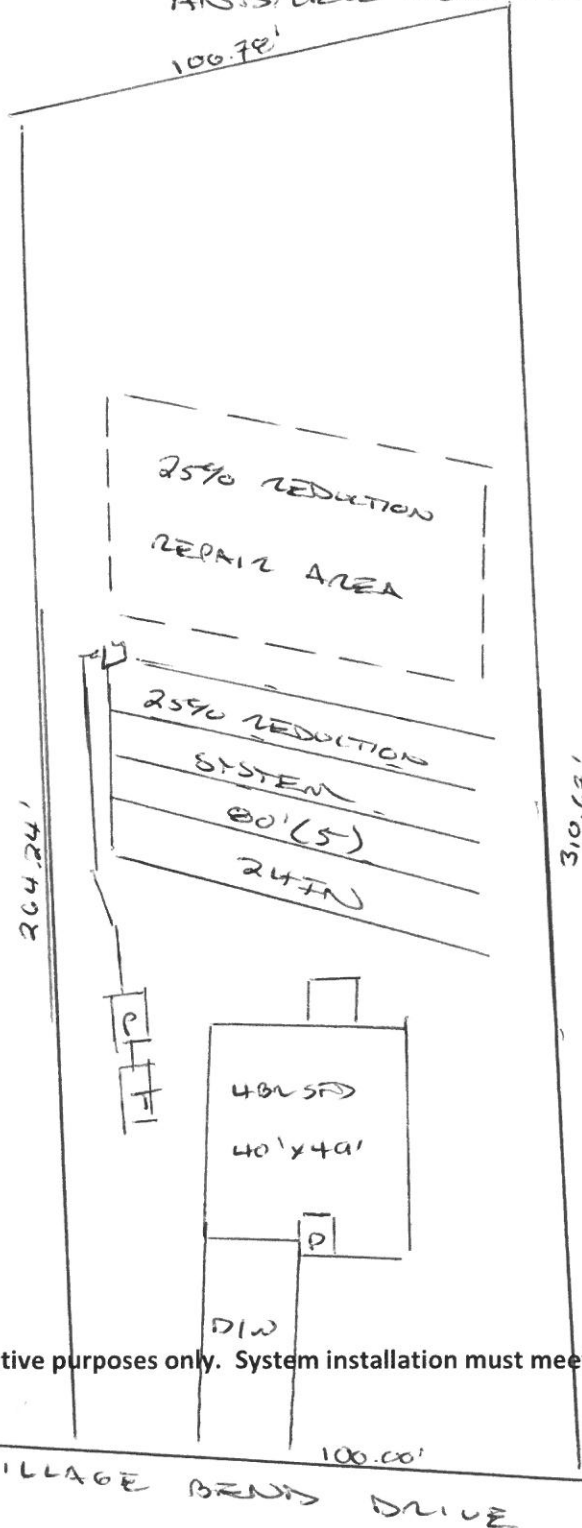 100.78'
25% REDUCTION
REPAIR AREA
25% REDUCTION
SYSTEM
80' (5)
24IN
264.24'
P
4BR SFD
40' x 49'
P
D/W
tive purposes only. System installation must mee
100.00'
ILLAGE BEND DRIVE